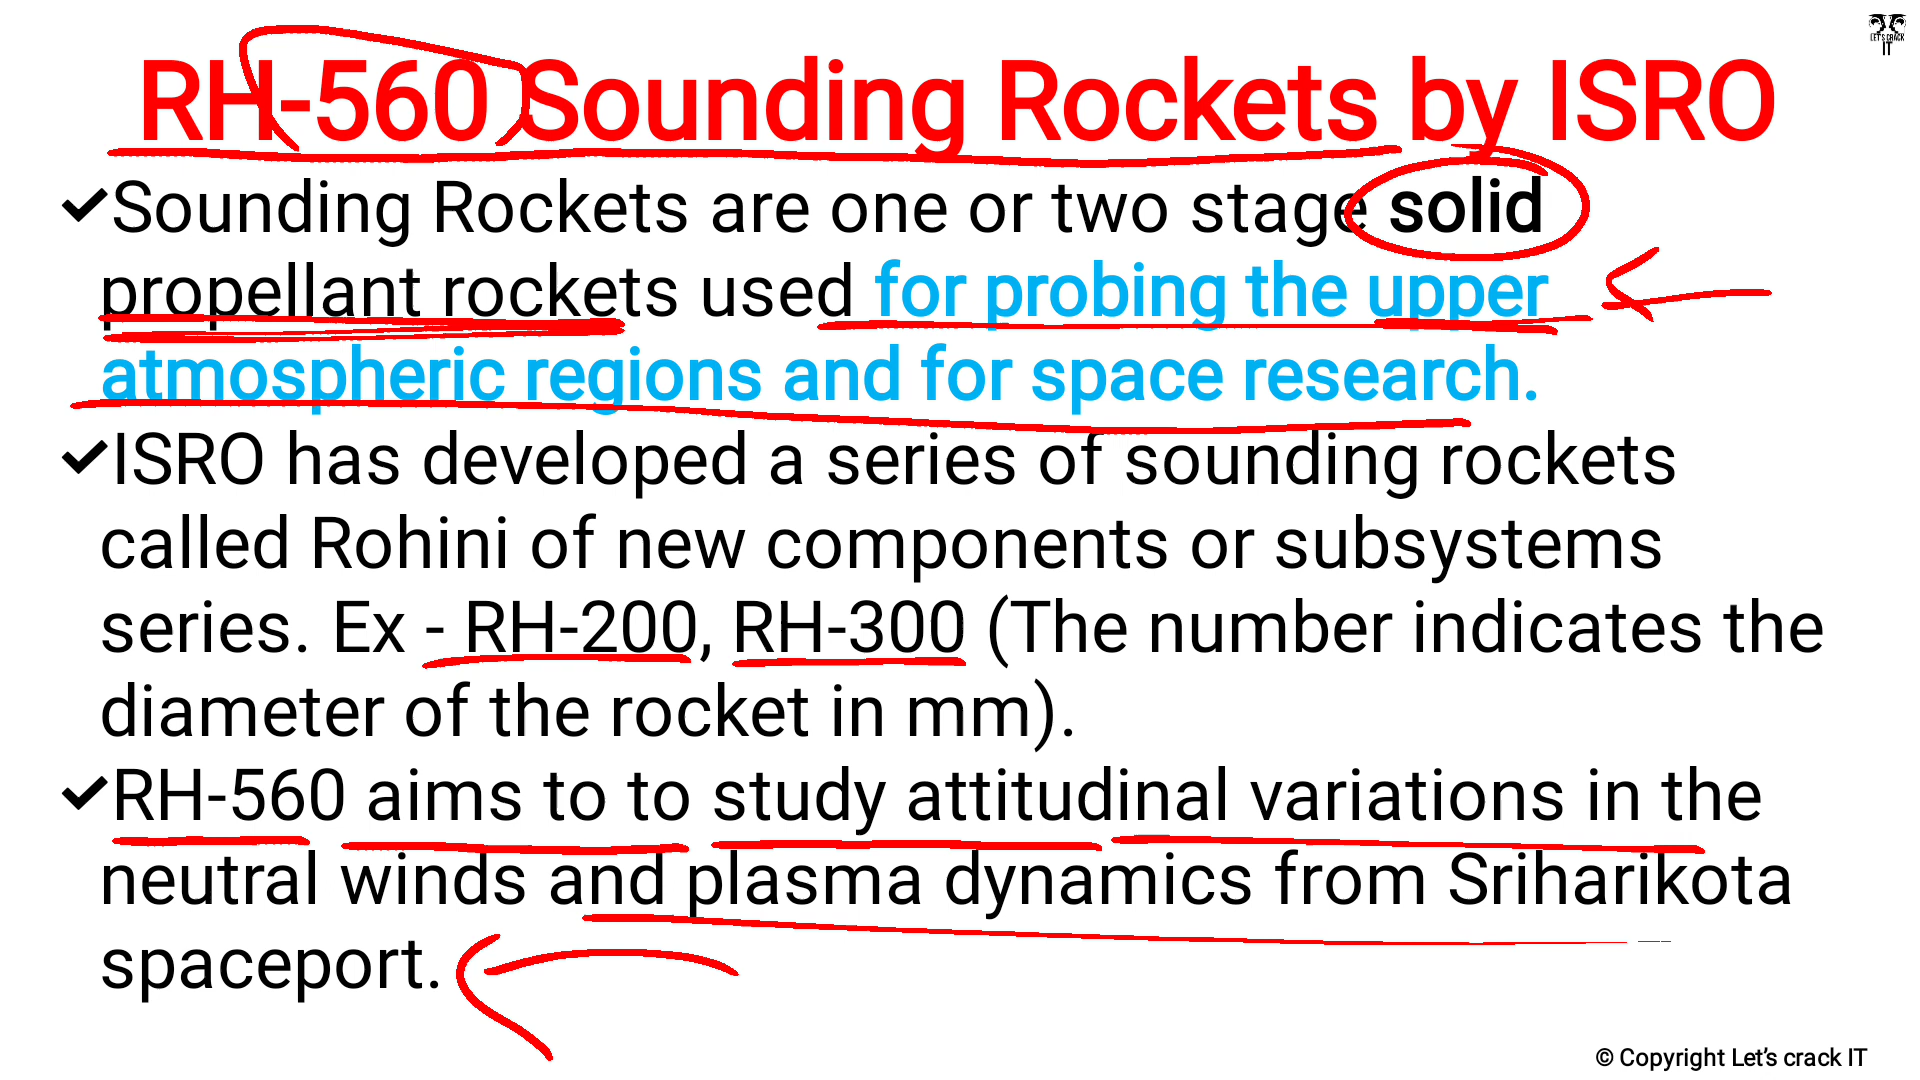 LET'S CRACK
IT
RH-560 Sounding Rockets by ISRO
✓Sounding Rockets are one or two stage solid
propellant rockets used for probing the upper
atmospheric regions and for space research.
✓ISRO has developed a series of sounding rockets
called Rohini of new components or subsystems
series. Ex - RH-200, RH-300 (The number indicates the
diameter of the rocket in mm).
✓RH-560 aims to to study attitudinal variations in the
neutral winds and plasma dynamics from Sriharikota
spaceport.
© Copyright Let's crack IT